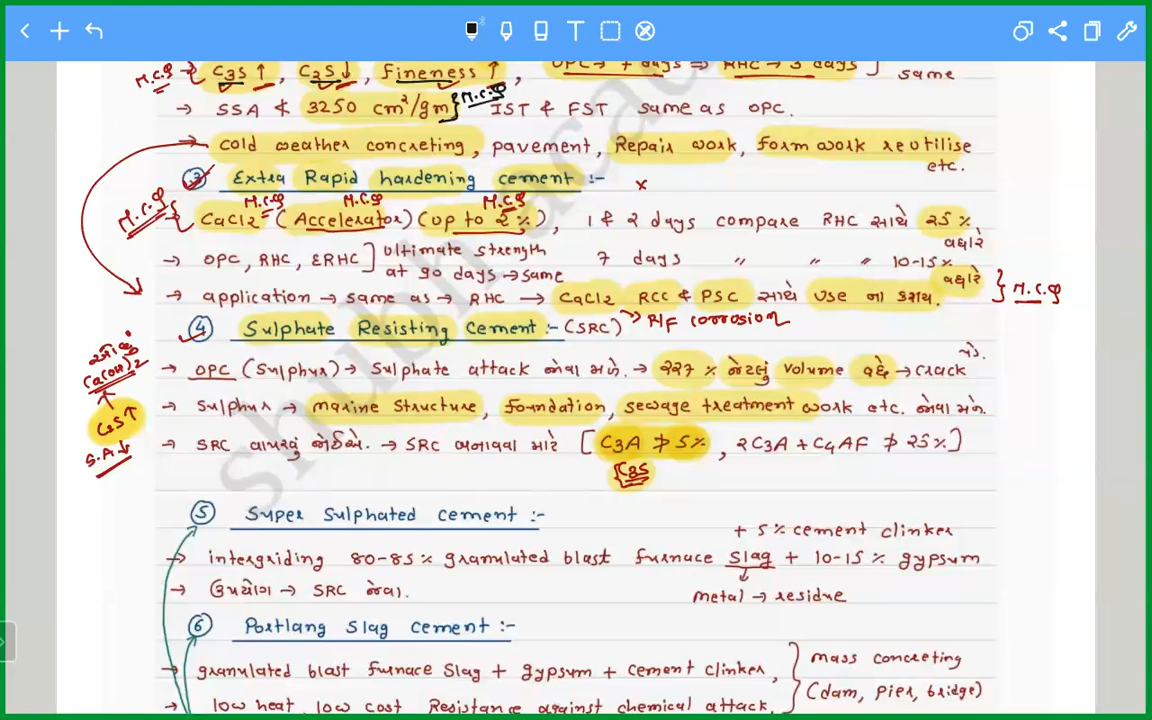 M.C.Q → { C3S ↑ , C2S ↓ , Fineness ↑ , OPC → 7 days ⇒ RHC → 3 days ] same
→ SSA & 3250 cm²/gm } M.C.Q IST & FST same as OPC.
→ cold weather concreting, pavement, Repair work, form work reutilise
etc.
③ Extra Rapid hardening cement :- x
M.C.Q M.C.Q M.C.Q
M.C.Q → { CaCl2 (Accelerator) (up to 2 %), 1 & 2 days compare RHC સાથે 25 %
વધારે
→ OPC, RHC, ERHC ] ultimate strength 7 days " " " 10-15%
at 90 days → same વધારે
→ application → same as → RHC → CaCl2 RCC & PSC સાથે use ના કરાય. } M.C.Q
④ Sulphate Resisting Cement :- (SRC) → R/F corrosion
→ OPC (Sulphur) → Sulphate attack જોવા મળે. → 227 % જેટલું volume વધે → crack
પડે.
→ Sulphur → marine structure, foundation, sewage treatment work etc. જોવા મળે.
→ SRC વાપરવું જોઈએ. → SRC બનાવવા માટે [ C3A ≯ 5% , 2C3A + C4AF ≯ 25% ]
C3S
Ca(OH)2
C3S ↑
S.A ↓
⑤ Super Sulphated cement :-
+ 5 % cement clinker
→ intergriding 80-85 % granulated blast furnace slag + 10-15 % gypsum
→ ઉપયોગ → SRC જેવા.
metal → residue
⑥ Portlang Slag cement :-
→ granulated blast furnace Slag + gypsum + cement clinker, } mass concreting
(dam, pier, bridge)
→ low heat, low cost Resistance against chemical attack.
shubh aca